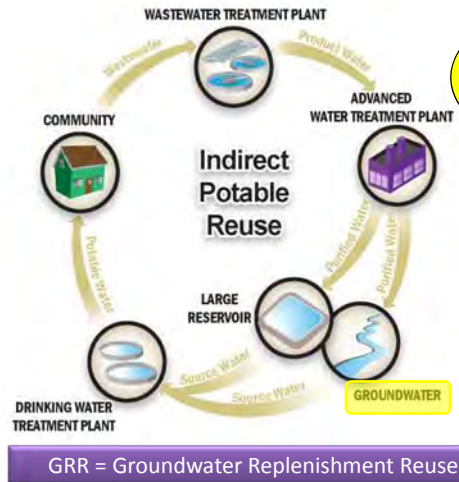 WASTEWATER TREATMENT PLANT
Wastewater
Product Water
COMMUNITY
ADVANCED
WATER TREATMENT PLANT
Indirect
Potable
Reuse
Purified Water
Purified Water
Potable Water
LARGE
RESERVOIR
Source Water
Source Water
GROUNDWATER
DRINKING WATER
TREATMENT PLANT
GRR = Groundwater Replenishment Reuse